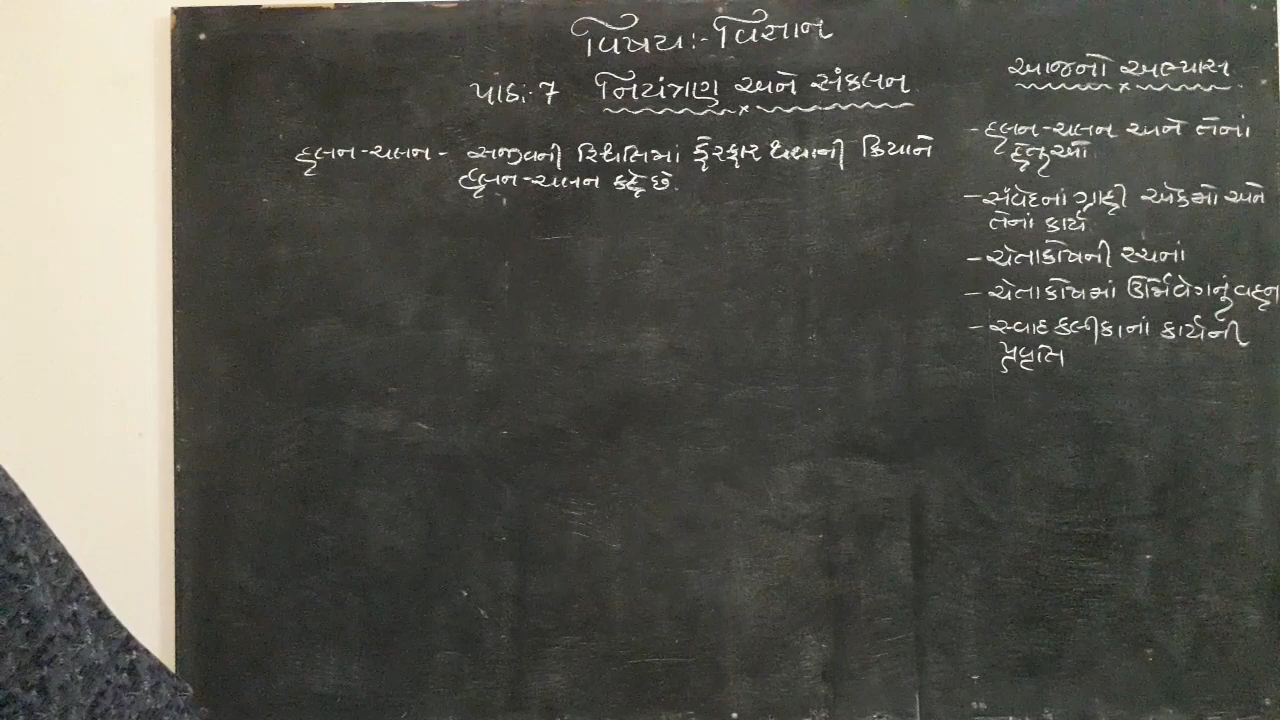 વિષય:- વિજ્ઞાન
પાઠ:-7 નિયંત્રણ અને સંકલન
હલન-ચલન - સજીવની સ્થિતિમાં ફેરફાર થવાની ક્રિયાને
હલન-ચલન કહે છે.
આજનો અભ્યાસ
- હલન-ચલન અને તેનાં
હેતુઓ.
- સંવેદનાં ગ્રાહી એકમો અને
તેનાં કાર્ય
- ચેતાકોષની રચનાં
- ચેતાકોષમાં ઊર્મિવેગનું વહન
- સ્વાદ કલીકાનાં કાર્યની
પ્રવૃત્તિ